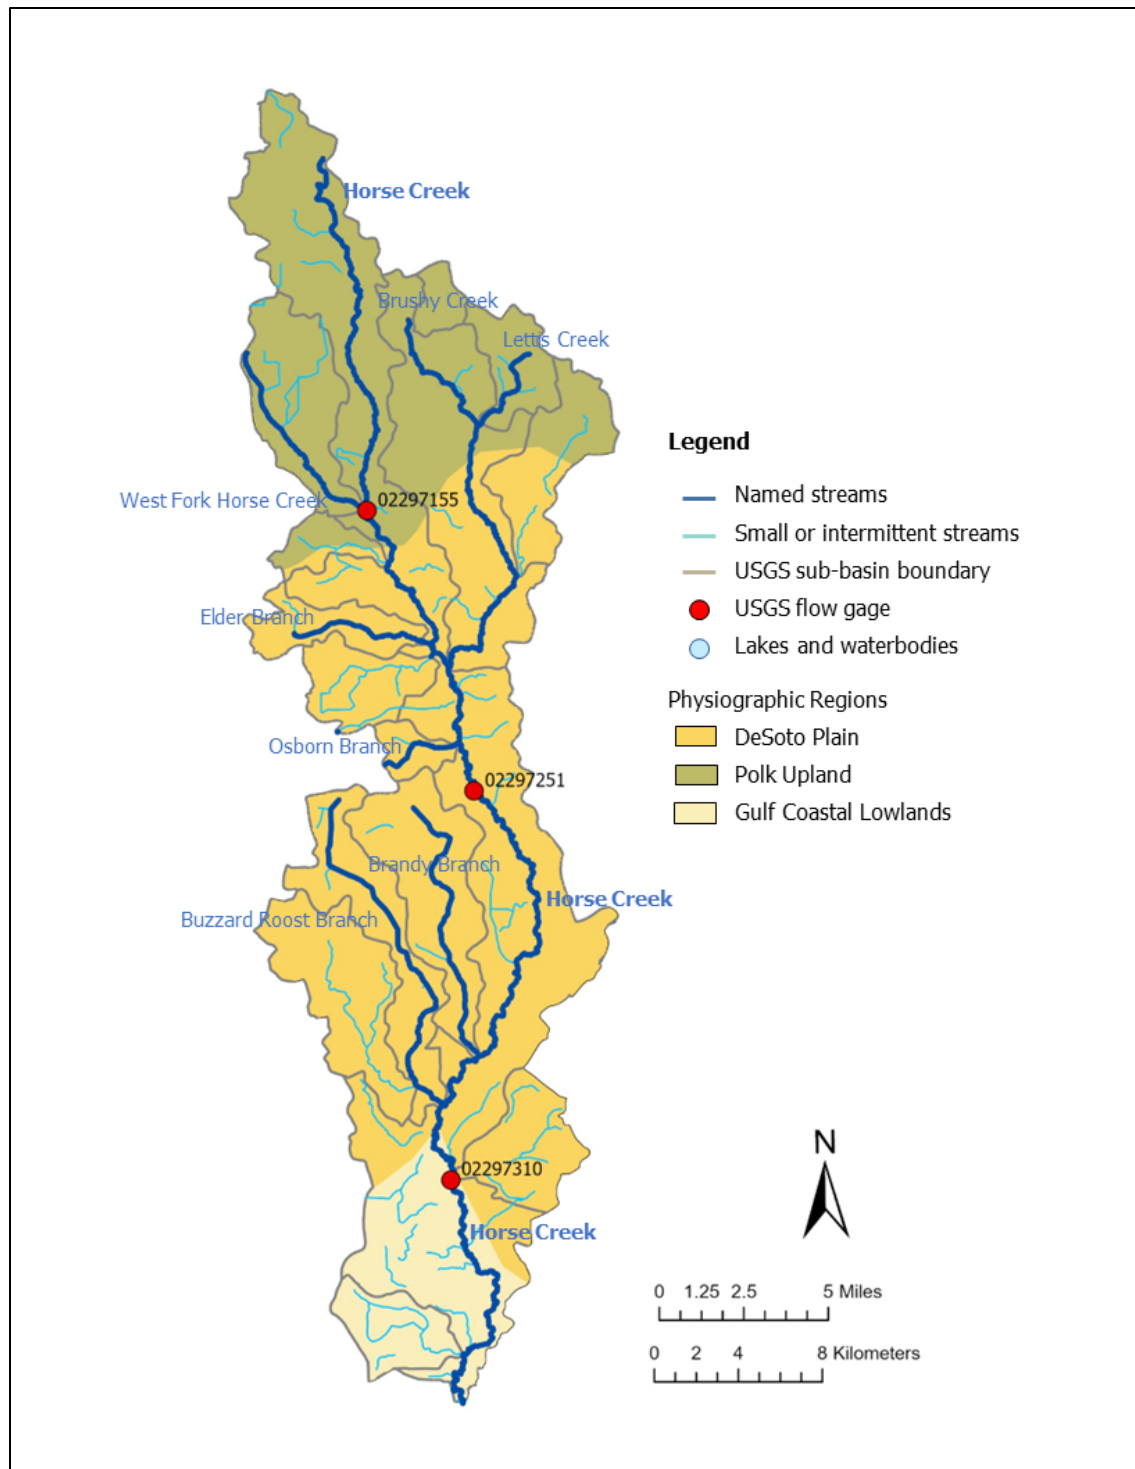 Horse Creek
Brushy Creek
Lettis Creek
West Fork Horse Creek
02297155
Elder Branch
Osborn Branch
02297251
Brandy Branch
Horse Creek
Buzzard Roost Branch
02297310
Horse Creek
Legend
Named streams
Small or intermittent streams
USGS sub-basin boundary
USGS flow gage
Lakes and waterbodies
Physiographic Regions
DeSoto Plain
Polk Upland
Gulf Coastal Lowlands
N
0 1.25 2.5 5 Miles
0 2 4 8 Kilometers